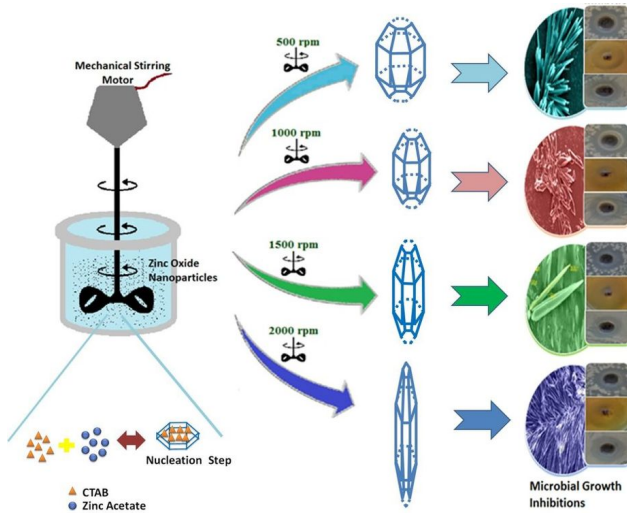 Mechanical Stirring
Motor
Zinc Oxide
Nanoparticles
Nucleation Step
CTAB
Zinc Acetate
500 rpm
1000 rpm
1500 rpm
2000 rpm
Microbial Growth
Inhibitions